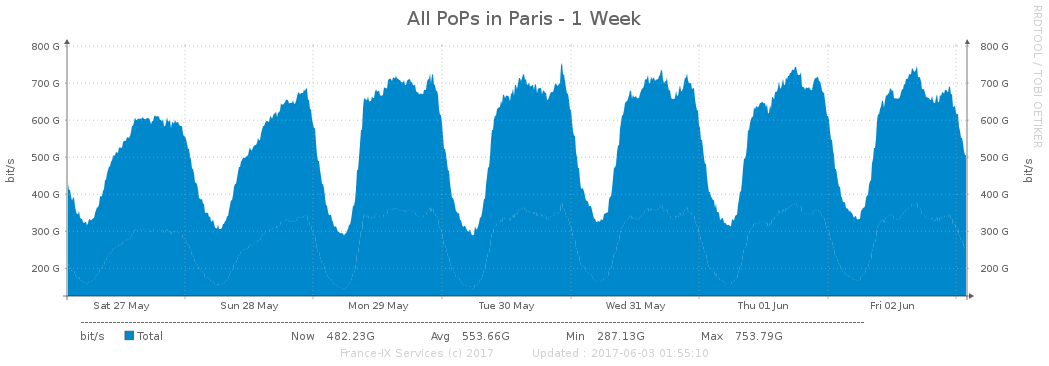 All PoPs in Paris - 1 Week
RRDTOOL / TOBI OETIKER
bit/s
800 G
700 G
600 G
500 G
400 G
300 G
200 G
800 G
700 G
600 G
500 G
400 G
300 G
200 G
bit/s
Sat 27 May Sun 28 May Mon 29 May Tue 30 May Wed 31 May Thu 01 Jun Fri 02 Jun
bit/s Total Now 482.23G Avg 553.66G Min 287.13G Max 753.79G
France-IX Services (c) 2017 Updated : 2017-06-03 01:55:10